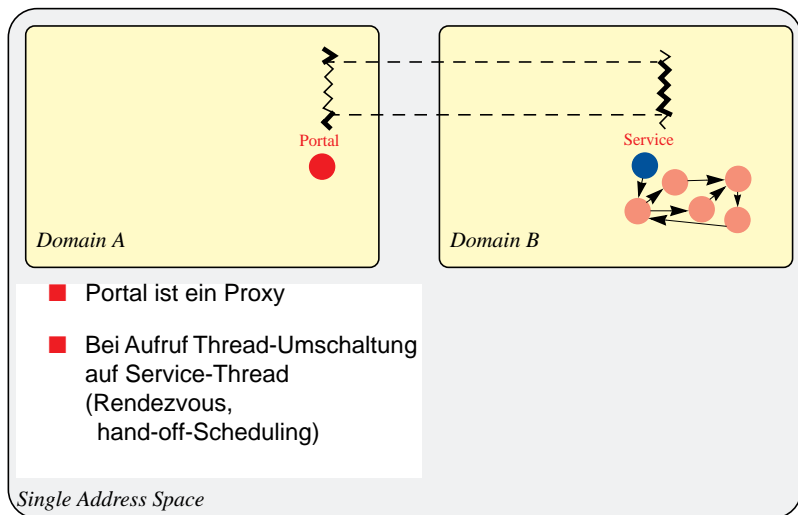 Portal
Service
Domain A
Domain B
Portal ist ein Proxy
Bei Aufruf Thread-Umschaltung
auf Service-Thread
(Rendezvous,
hand-off-Scheduling)
Single Address Space